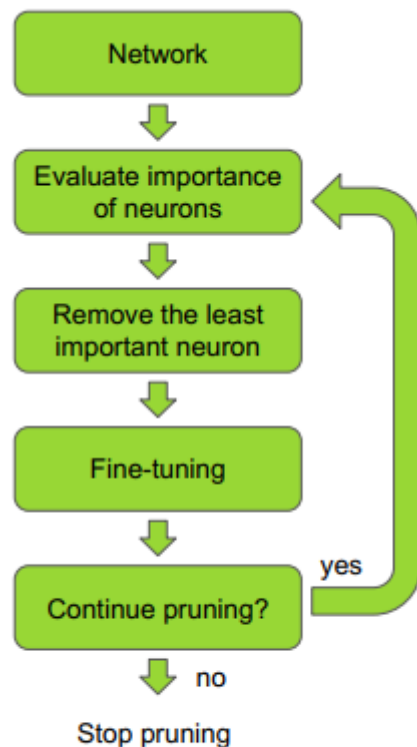 Network
Evaluate importance
of neurons
Remove the least
important neuron
Fine-tuning
yes
Continue pruning?
no
Stop pruning